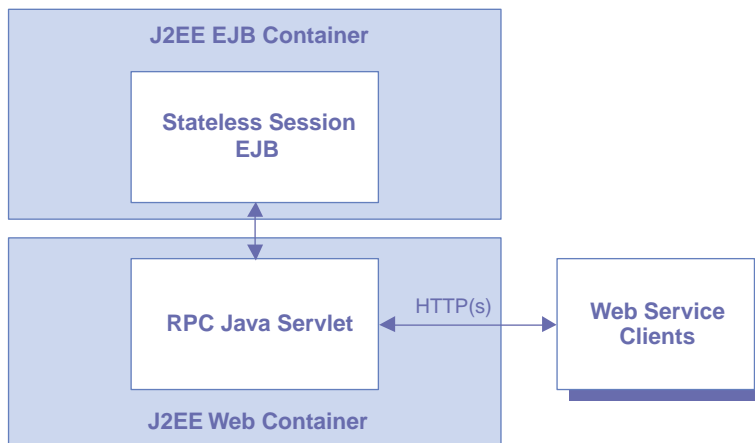 J2EE EJB Container
Stateless Session
EJB
RPC Java Servlet
HTTP(s)
Web Service
Clients
J2EE Web Container